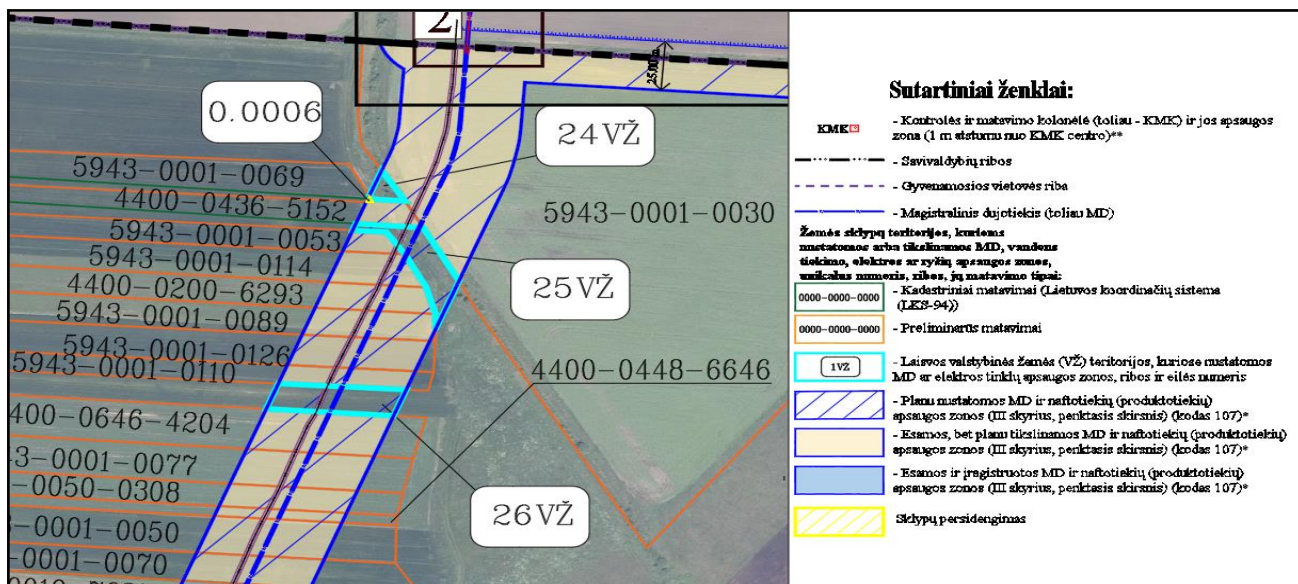 2
25.00m
0.0006
24VŽ
5943-0001-0069
4400-0436-5152
5943-0001-0053
5943-0001-0030
5943-0001-0114
4400-0200-6293
25VŽ
5943-0001-0089
5943-0001-0126
5943-0001-0110
4400-0448-6646
400-0646-4204
3-0001-0077
-0050-0308
26VŽ
-0001-0050
-0001-0070
Sutartiniai ženklai:
KMK - Kontrolės ir matavimo kolonėlė (toliau - KMK) ir jos apsaugos
zona (1 m atstumu nuo KMK centro)**
- Savivaldybių ribos
- Gyvenamosios vietovės riba
- Magistralinis dujotiekis (toliau MD)
Žemės sklypų teritorijos, kurioms
nustatomos arba tikslinamos MD, vandens
tiekimo, elektros ar ryšių apsaugos zonos,
unikalus numeris, ribos, jų matavimo tipai:
0000-0000-0000 - Kadastriniai matavimai (Lietuvos koordinačių sistema
(LKS-94))
0000-0000-0000 - Preliminarūs matavimai
1VŽ - Laisvos valstybinės žemės (VŽ) teritorijos, kuriose nustatomos
MD ar elektros tinklų apsaugos zonos, ribos ir eilės numeris
- Planu nustatomos MD ir naftotiekių (produktotiekių)
apsaugos zonos (III skyrius, penktasis skirsnis) (kodas 107)*
- Esamos, bet planu tikslinamos MD ir naftotiekių (produktotiekių)
apsaugos zonos (III skyrius, penktasis skirsnis) (kodas 107)*
- Esamos ir įregistruotos MD ir naftotiekių (produktotiekių)
apsaugos zonos (III skyrius, penktasis skirsnis) (kodas 107)*
Sklypų persidengimas